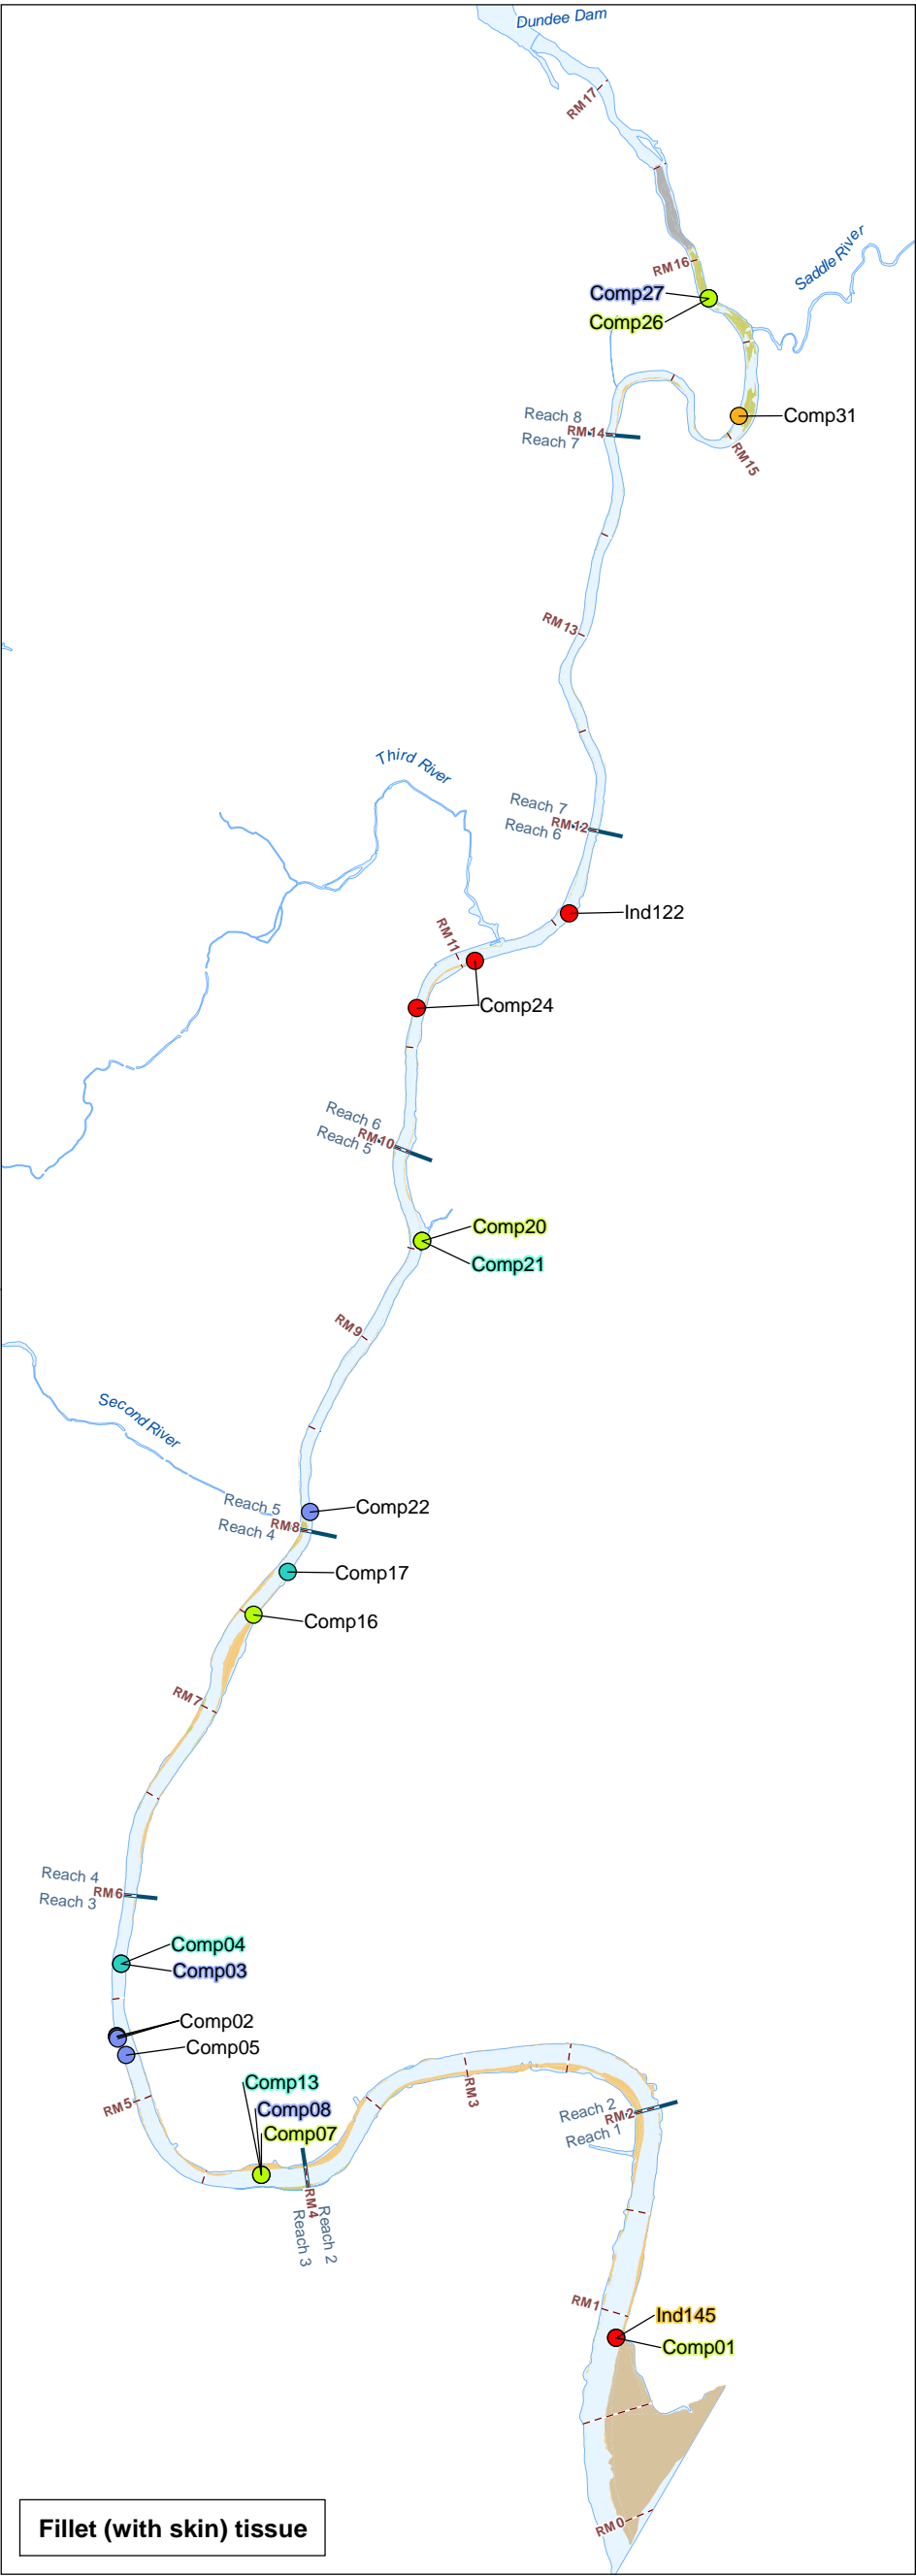 Dundee Dam
RM17
Saddle River
RM16
Comp27
Comp26
Comp31
Reach 8
RM14
Reach 7
RM15
RM13
Third River
Reach 7
RM12
Reach 6
Ind122
RM11
Comp24
Reach 6
RM10
Reach 5
Comp20
Comp21
RM9
Second River
Reach 5
Comp22
RM8
Reach 4
Comp17
Comp16
RM7
Reach 4
RM6
Reach 3
Comp04
Comp03
Comp02
Comp05
RM5
Comp13
Comp08
Comp07
RM3
Reach 2
RM2
Reach 1
RM4
Reach 2
Reach 3
RM1
Ind145
Comp01
RM0
Fillet (with skin) tissue